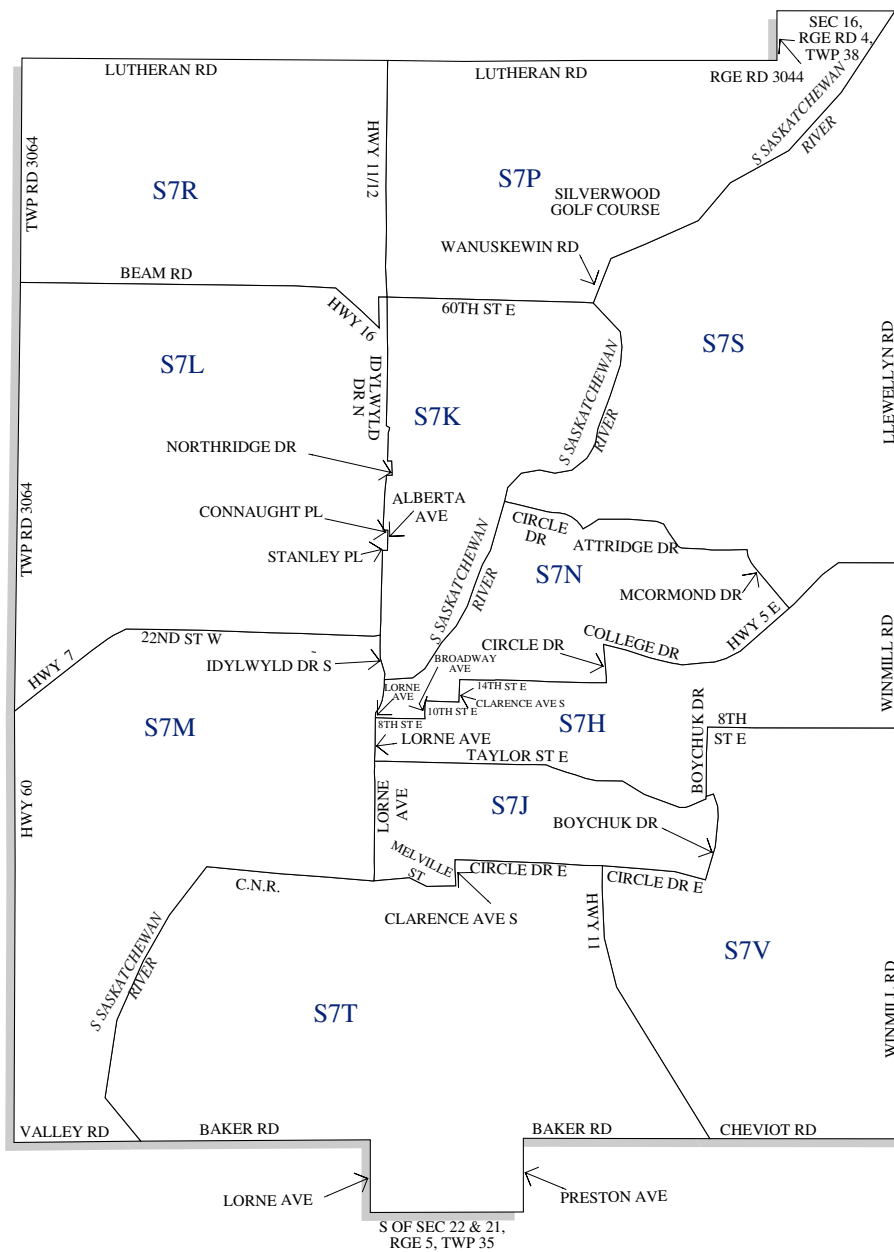 SEC 16,
RGE RD 4,
TWP 38
LUTHERAN RD
LUTHERAN RD
RGE RD 3044
S SASKATCHEWAN
RIVER
TWP RD 3064
HWY 11/12
S7R
S7P
SILVERWOOD
GOLF COURSE
WANUSKEWIN RD
BEAM RD
HWY 16
60TH ST E
S7L
IDYLWYLD
DR N
S7K
S SASKATCHEWAN
RIVER
S7S
LLEWELLYN RD
NORTHRIDGE DR
CONNAUGHT PL
ALBERTA
AVE
STANLEY PL
TWP RD 3064
S SASKATCHEWAN
RIVER
CIRCLE
DR
ATTRIDGE DR
S7N
MCORMOND DR
HWY 5 E
22ND ST W
HWY 7
IDYLWYLD DR S
CIRCLE DR
COLLEGE DR
BROADWAY
AVE
LORNE
AVE
14TH ST E
CLARENCE AVE S
10TH ST E
8TH ST E
WINMILL RD
S7M
S7H
LORNE AVE
BOYCHUK DR
8TH
ST E
TAYLOR ST E
HWY 60
LORNE
AVE
S7J
BOYCHUK DR
MELVILLE
ST
CIRCLE DR E
CIRCLE DR E
C.N.R.
CLARENCE AVE S
HWY 11
S SASKATCHEWAN
RIVER
S7V
S7T
WINMILL RD
VALLEY RD
BAKER RD
BAKER RD
CHEVIOT RD
LORNE AVE
PRESTON AVE
S OF SEC 22 & 21,
RGE 5, TWP 35